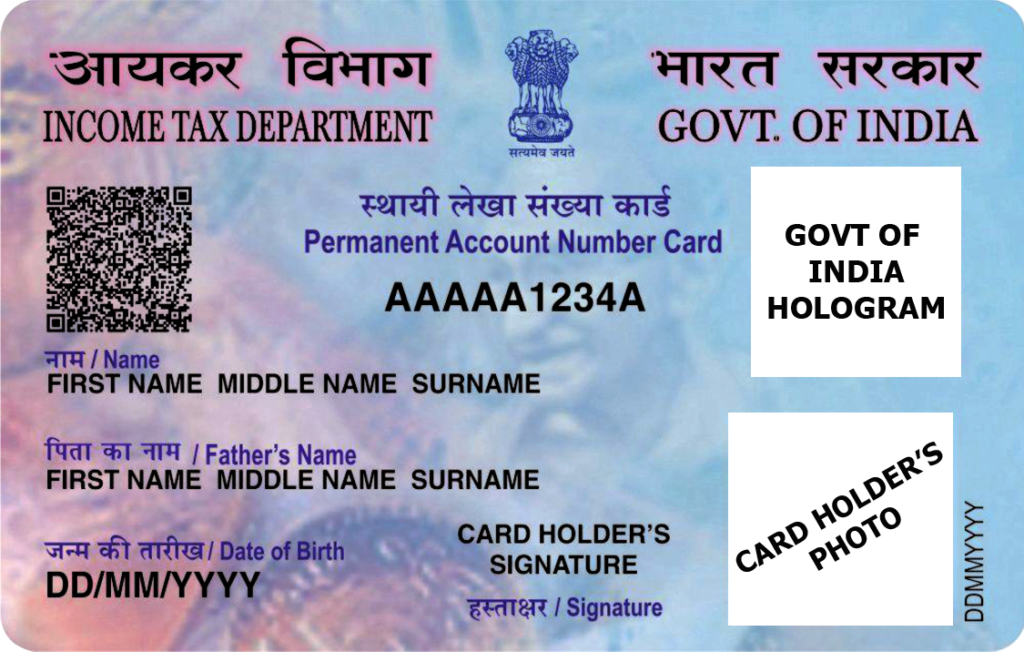 आयकर विभाग
INCOME TAX DEPARTMENT
सत्यमेव जयते
भारत सरकार
GOVT. OF INDIA
स्थायी लेखा संख्या कार्ड
Permanent Account Number Card
AAAAA1234A
GOVT OF
INDIA
HOLOGRAM
नाम / Name
FIRST NAME MIDDLE NAME SURNAME
पिता का नाम / Father's Name
FIRST NAME MIDDLE NAME SURNAME
जन्म की तारीख / Date of Birth
DD/MM/YYYY
CARD HOLDER'S
SIGNATURE
हस्ताक्षर / Signature
CARD HOLDER'S
PHOTO
DDMMYYYY